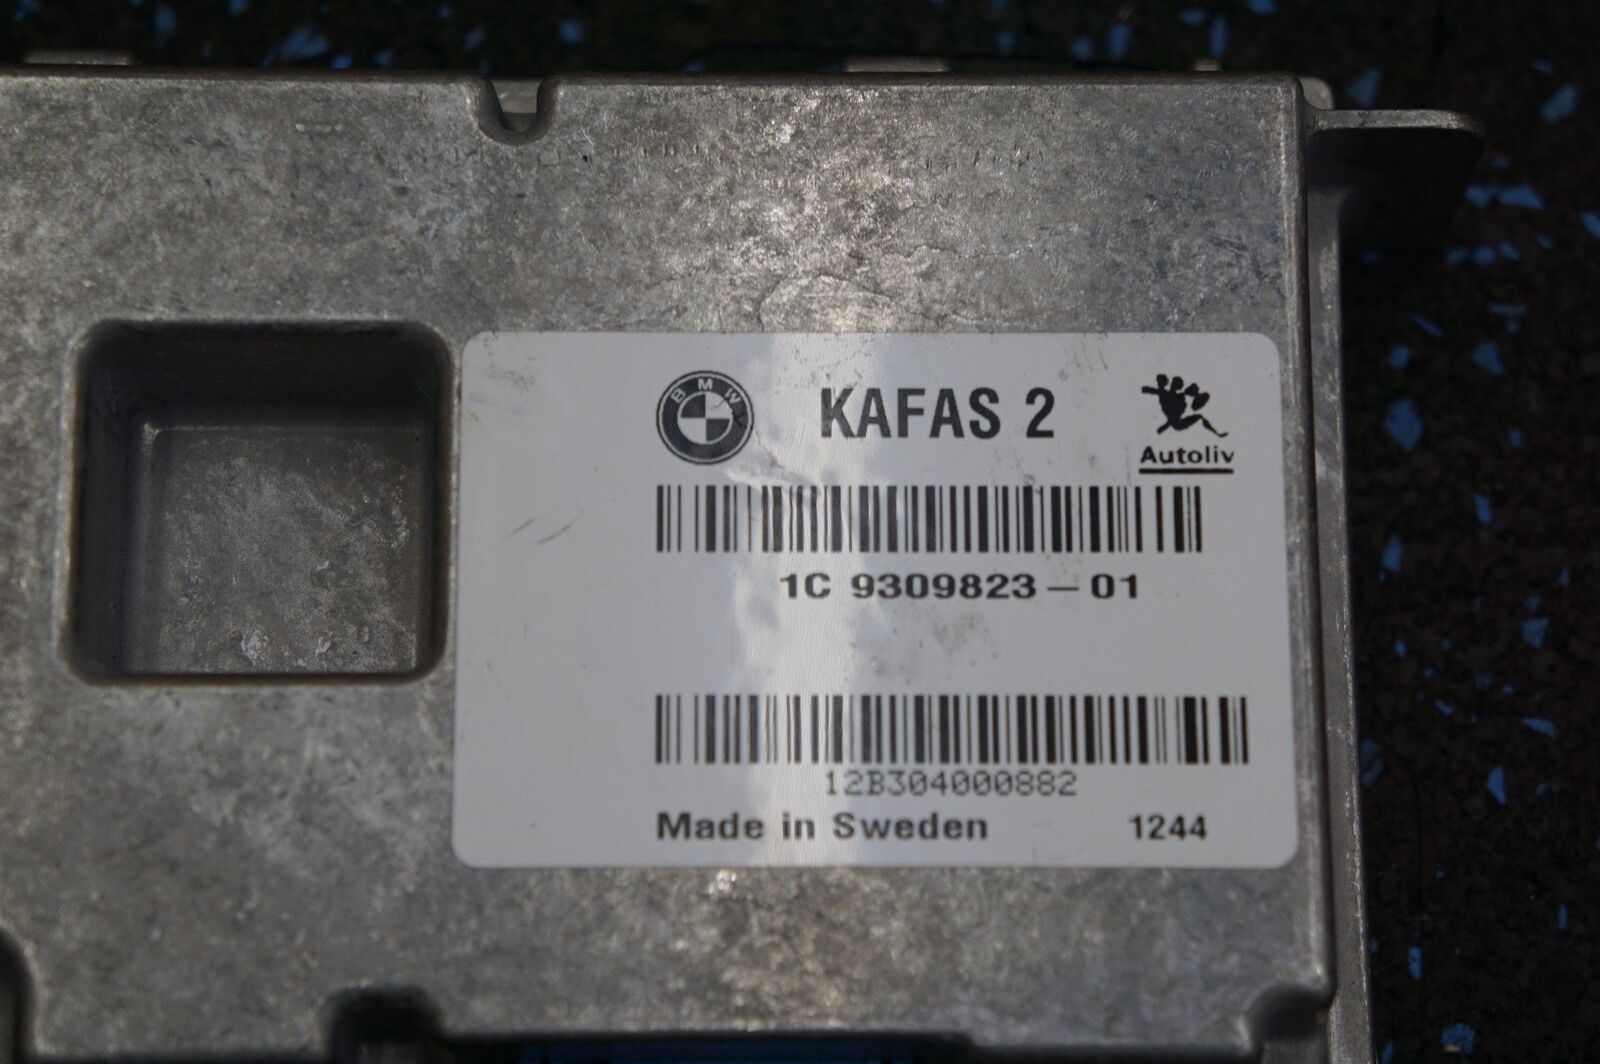 BMW KAFAS 2 Autoliv
1C 9309823-01
12B304000882
Made in Sweden 1244